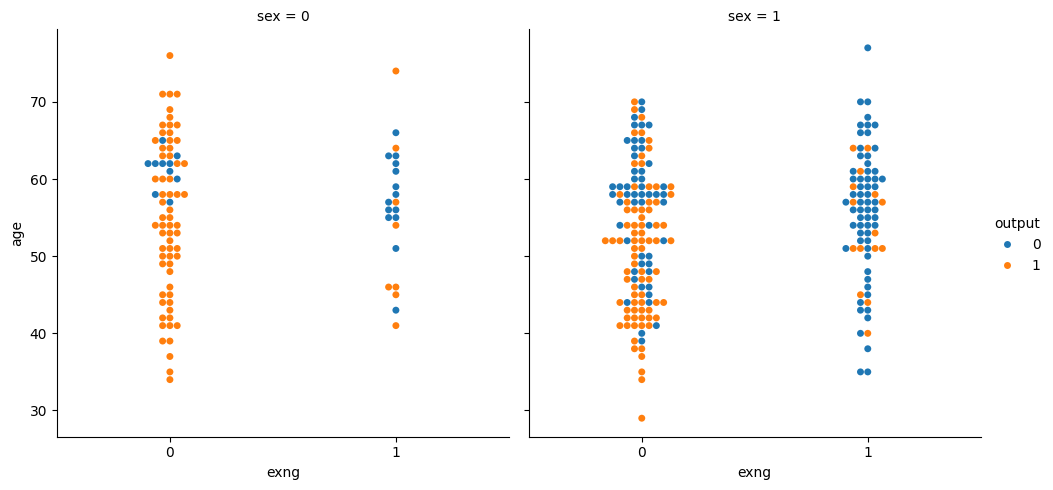 sex = 0
sex = 1
age
70
60
50
40
30
0
1
exng
0
1
exng
output
0
1